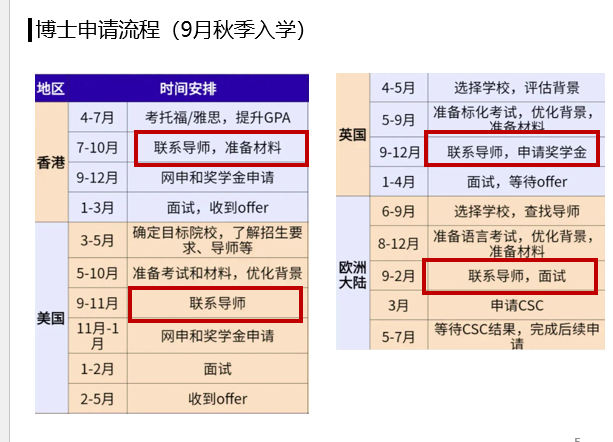 博士申请流程（9月秋季入学）
地区 时间安排
香港
4-7月 考托福/雅思，提升GPA
7-10月 联系导师，准备材料
9-12月 网申和奖学金申请
1-3月 面试，收到offer
美国
3-5月 确定目标院校，了解招生要
求、导师等
5-10月 准备考试和材料，优化背景
9-11月 联系导师
11月-1
月 网申和奖学金申请
1-2月 面试
2-5月 收到offer
英国
4-5月 选择学校，评估背景
5-9月 准备标化考试，优化背景，
准备材料
9-12月 联系导师，申请奖学金
1-4月 面试，等待offer
欧洲
大陆
6-9月 选择学校，查找导师
8-12月 准备语言考试，优化背景，
准备材料
9-2月 联系导师，面试
3月 申请CSC
5-7月 等待CSC结果，完成后续申
请